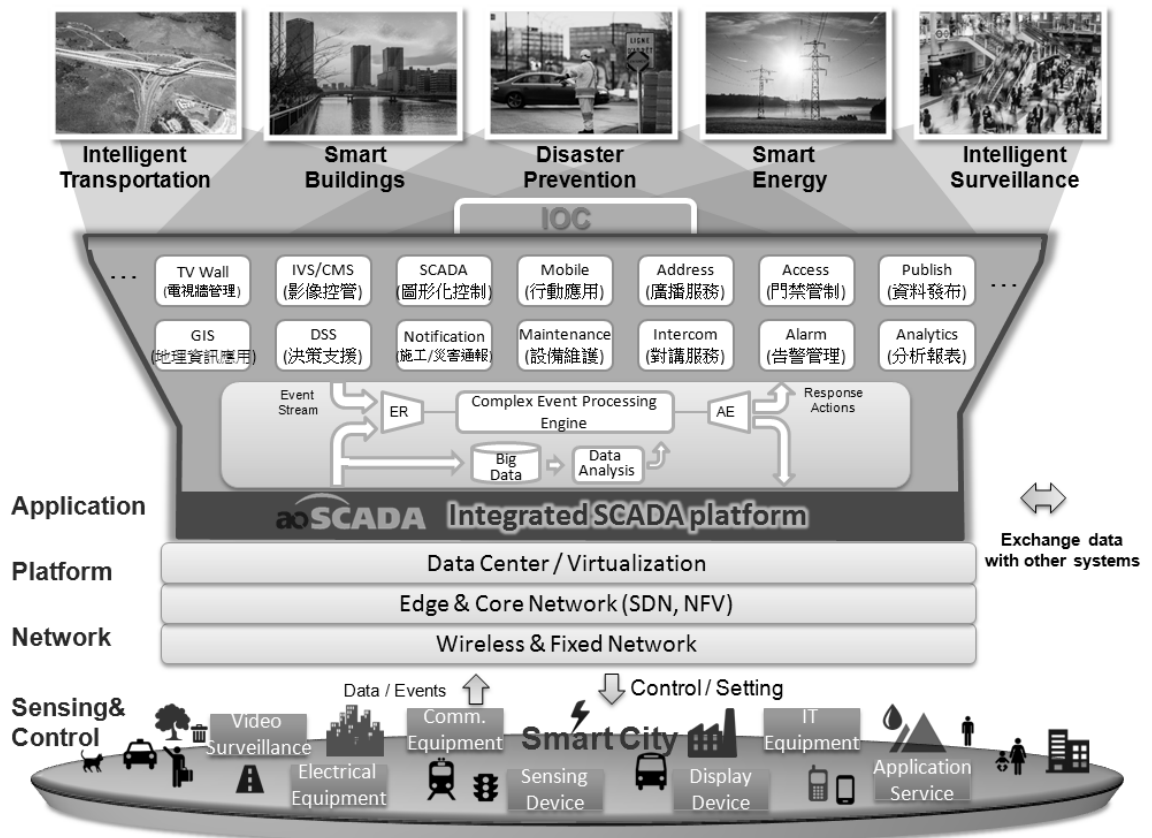 LIGNE
Intelligent
Transportation
Smart
Buildings
Disaster
Prevention
Smart
Energy
Intelligent
Surveillance
IOC
...
TV Wall
(電視牆管理)
IVS/CMS
(影像控管)
SCADA
(圖形化控制)
Mobile
(行動應用)
Address
(廣播服務)
Access
(門禁管制)
Publish
(資料發布)
...
GIS
(地理資訊應用)
DSS
(決策支援)
Notification
(施工/災害通報)
Maintenance
(設備維護)
Intercom
(對講服務)
Alarm
(告警管理)
Analytics
(分析報表)
Event
Stream
ER
Complex Event Processing
Engine
AE
Response
Actions
Big
Data
Data
Analysis
Application
aoSCADA Integrated SCADA platform
Exchange data
with other systems
Platform
Data Center / Virtualization
Edge & Core Network (SDN, NFV)
Network
Wireless & Fixed Network
Data / Events
Control / Setting
Sensing&
Control
Video
Surveillance
Comm.
Equipment
Smart City
IT
Equipment
Electrical
Equipment
Sensing
Device
Display
Device
Application
Service